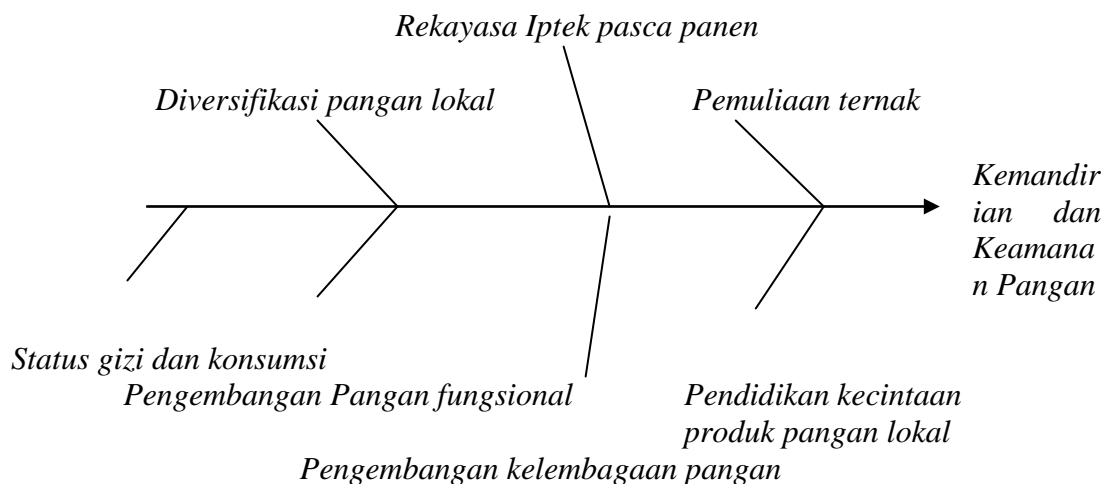 Rekayasa Iptek pasca panen
Diversifikasi pangan lokal
Pemuliaan ternak
Kemandir
ian dan
Keamana
n Pangan
Status gizi dan konsumsi
Pengembangan Pangan fungsional
Pendidikan kecintaan
produk pangan lokal
Pengembangan kelembagaan pangan